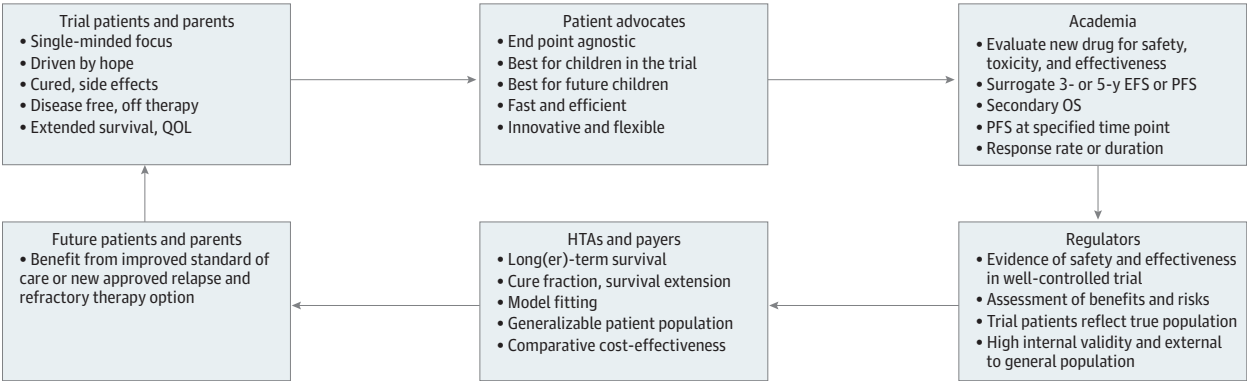 Trial patients and parents
• Single-minded focus
• Driven by hope
• Cured, side effects
• Disease free, off therapy
• Extended survival, QOL
Patient advocates
• End point agnostic
• Best for children in the trial
• Best for future children
• Fast and efficient
• Innovative and flexible
Academia
• Evaluate new drug for safety,
toxicity, and effectiveness
• Surrogate 3- or 5-y EFS or PFS
• Secondary OS
• PFS at specified time point
• Response rate or duration
Future patients and parents
• Benefit from improved standard of
care or new approved relapse and
refractory therapy option
HTAs and payers
• Long(er)-term survival
• Cure fraction, survival extension
• Model fitting
• Generalizable patient population
• Comparative cost-effectiveness
Regulators
• Evidence of safety and effectiveness
in well-controlled trial
• Assessment of benefits and risks
• Trial patients reflect true population
• High internal validity and external
to general population